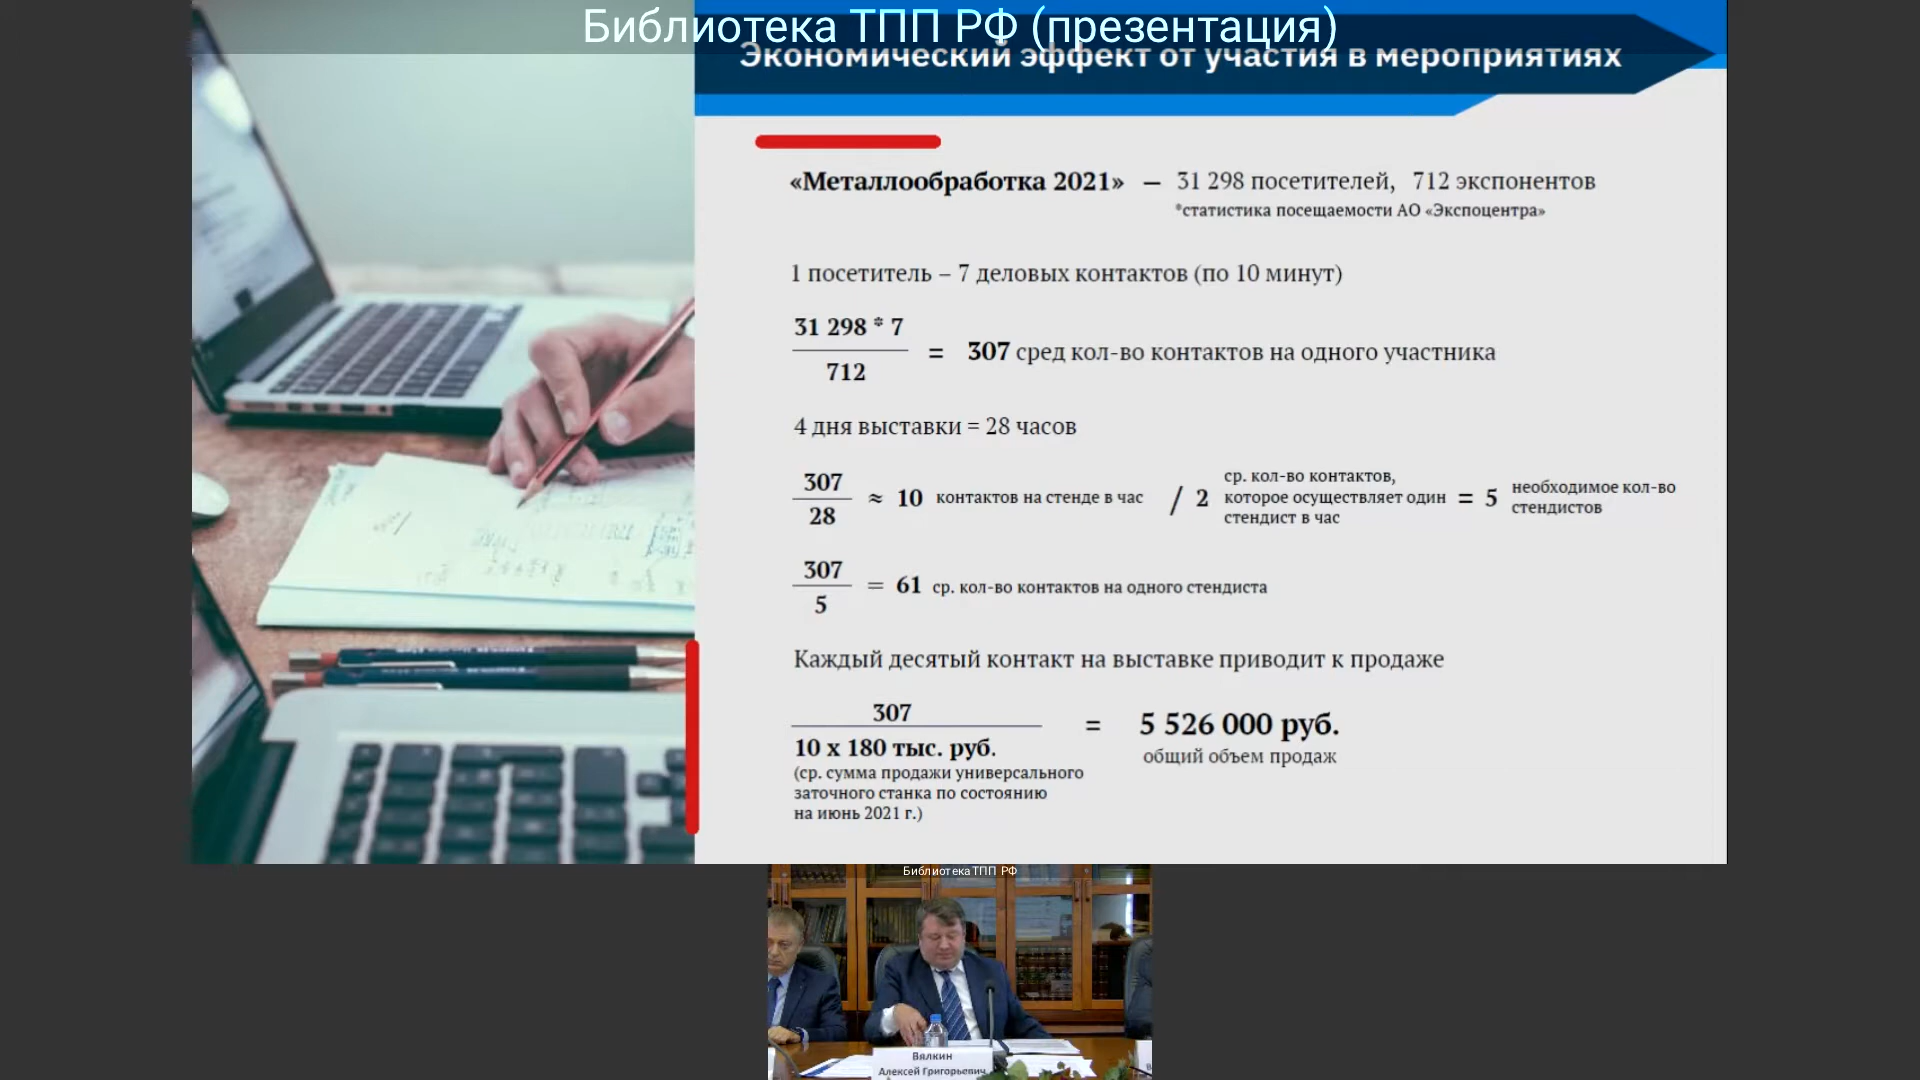 Библиотека ТПП РФ (презентация)
Экономический эффект от участия в мероприятиях
«Металлообработка 2021» — 31 298 посетителей, 712 экспонентов
*статистика посещаемости АО «Экспоцентра»
1 посетитель – 7 деловых контактов (по 10 минут)
31 298 * 7
712
= 307 сред кол-во контактов на одного участника
4 дня выставки = 28 часов
307
28
≈ 10 контактов на стенде в час
/ 2
ср. кол-во контактов,
которое осуществляет один
стендист в час
= 5
необходимое кол-во
стендистов
307
5
= 61 ср. кол-во контактов на одного стендиста
Каждый десятый контакт на выставке приводит к продаже
307
10 х 180 тыс. руб.
(ср. сумма продажи универсального
заточного станка по состоянию
на июнь 2021 г.)
= 5 526 000 руб.
общий объем продаж
Библиотека ТПП РФ
Вялкин
Алексей Григорьевич